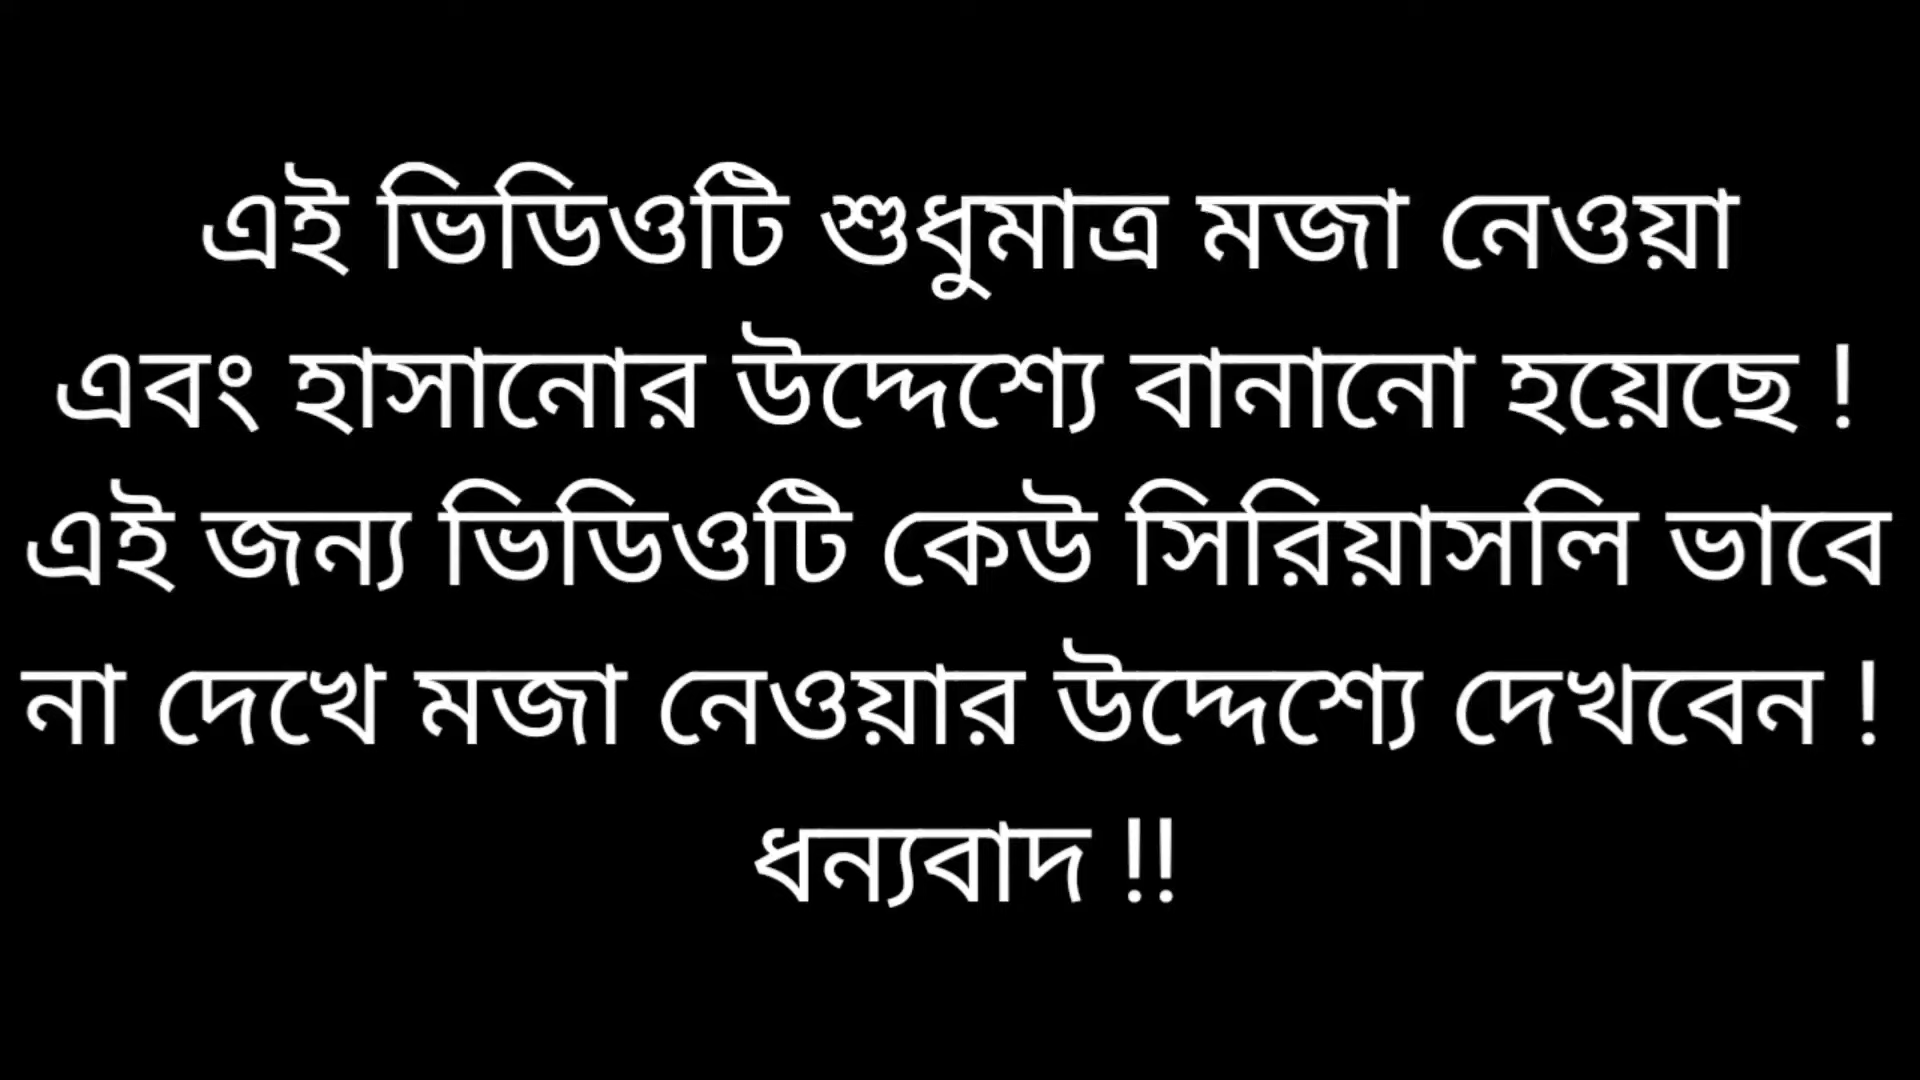 এই ভিডিওটি শুধুমাত্র মজা নেওয়া
এবং হাসানোর উদ্দেশ্যে বানানো হয়েছে !
এই জন্য ভিডিওটি কেউ সিরিয়াসলি ভাবে
না দেখে মজা নেওয়ার উদ্দেশ্যে দেখবেন !
ধন্যবাদ !!